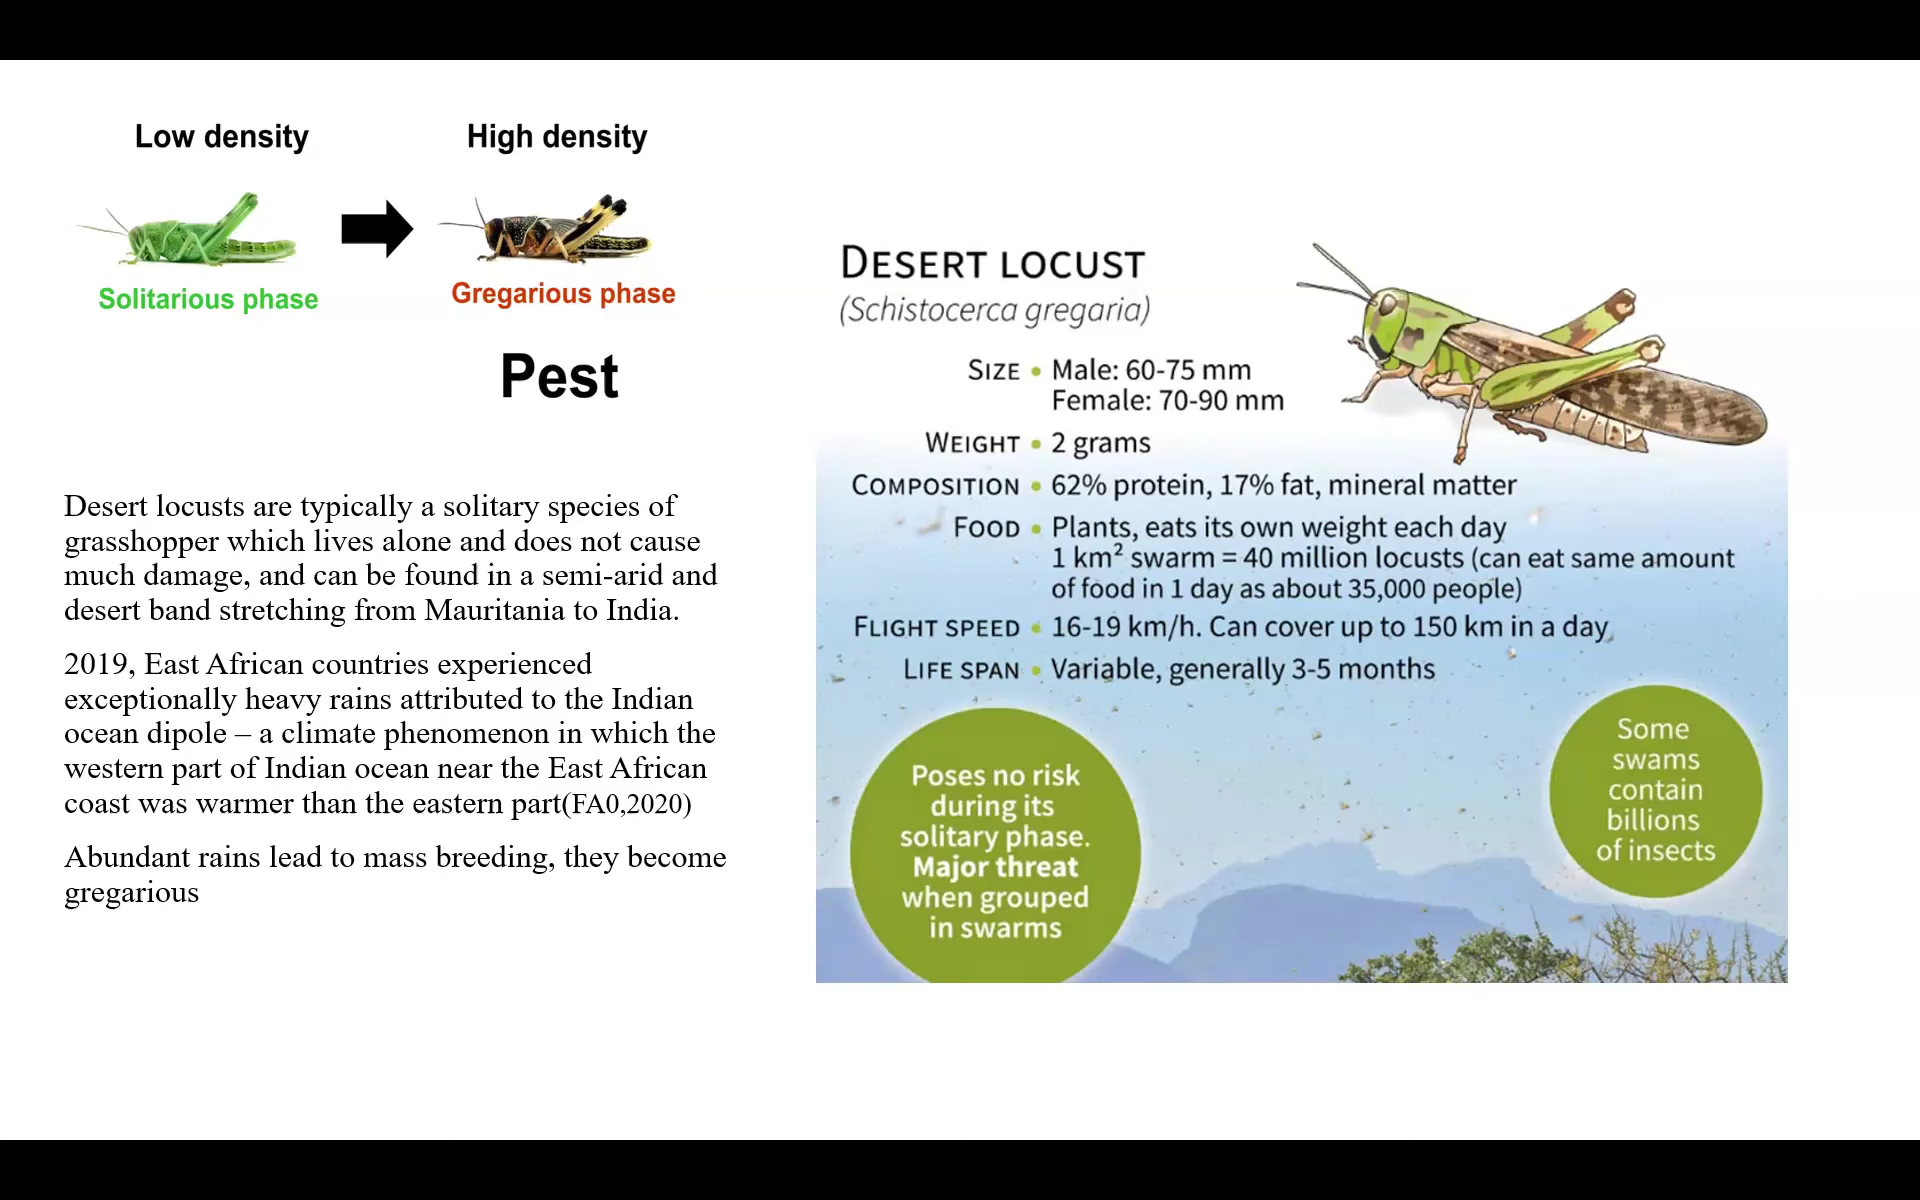 Low density
High density
Solitarious phase
Gregarious phase
Pest
Desert locusts are typically a solitary species of
grasshopper which lives alone and does not cause
much damage, and can be found in a semi-arid and
desert band stretching from Mauritania to India.
2019, East African countries experienced
exceptionally heavy rains attributed to the Indian
ocean dipole – a climate phenomenon in which the
western part of Indian ocean near the East African
coast was warmer than the eastern part(FA0,2020)
Abundant rains lead to mass breeding, they become
gregarious
DESERT LOCUST
(Schistocerca gregaria)
SIZE • Male: 60-75 mm
Female: 70-90 mm
WEIGHT • 2 grams
COMPOSITION • 62% protein, 17% fat, mineral matter
FOOD • Plants, eats its own weight each day
1 km² swarm = 40 million locusts (can eat same amount
of food in 1 day as about 35,000 people)
FLIGHT SPEED • 16-19 km/h. Can cover up to 150 km in a day
LIFE SPAN • Variable, generally 3-5 months
Poses no risk
during its
solitary phase.
Major threat
when grouped
in swarms
Some
swams
contain
billions
of insects